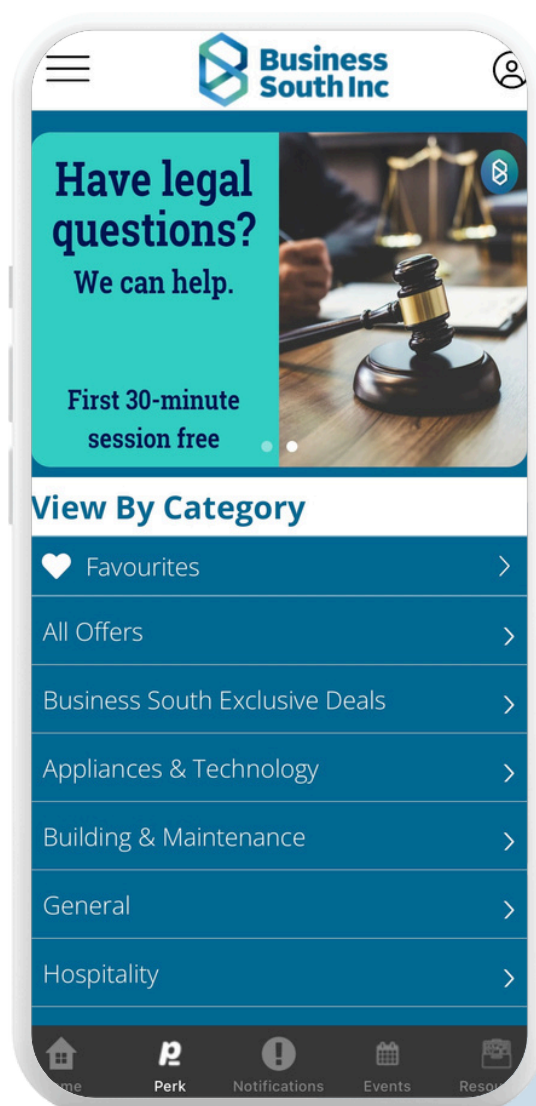 Business
South Inc
Have legal
questions?
We can help.
First 30-minute
session free
View By Category
Favourites
All Offers
Business South Exclusive Deals
Appliances & Technology
Building & Maintenance
General
Hospitality
Perk
Notifications
Events